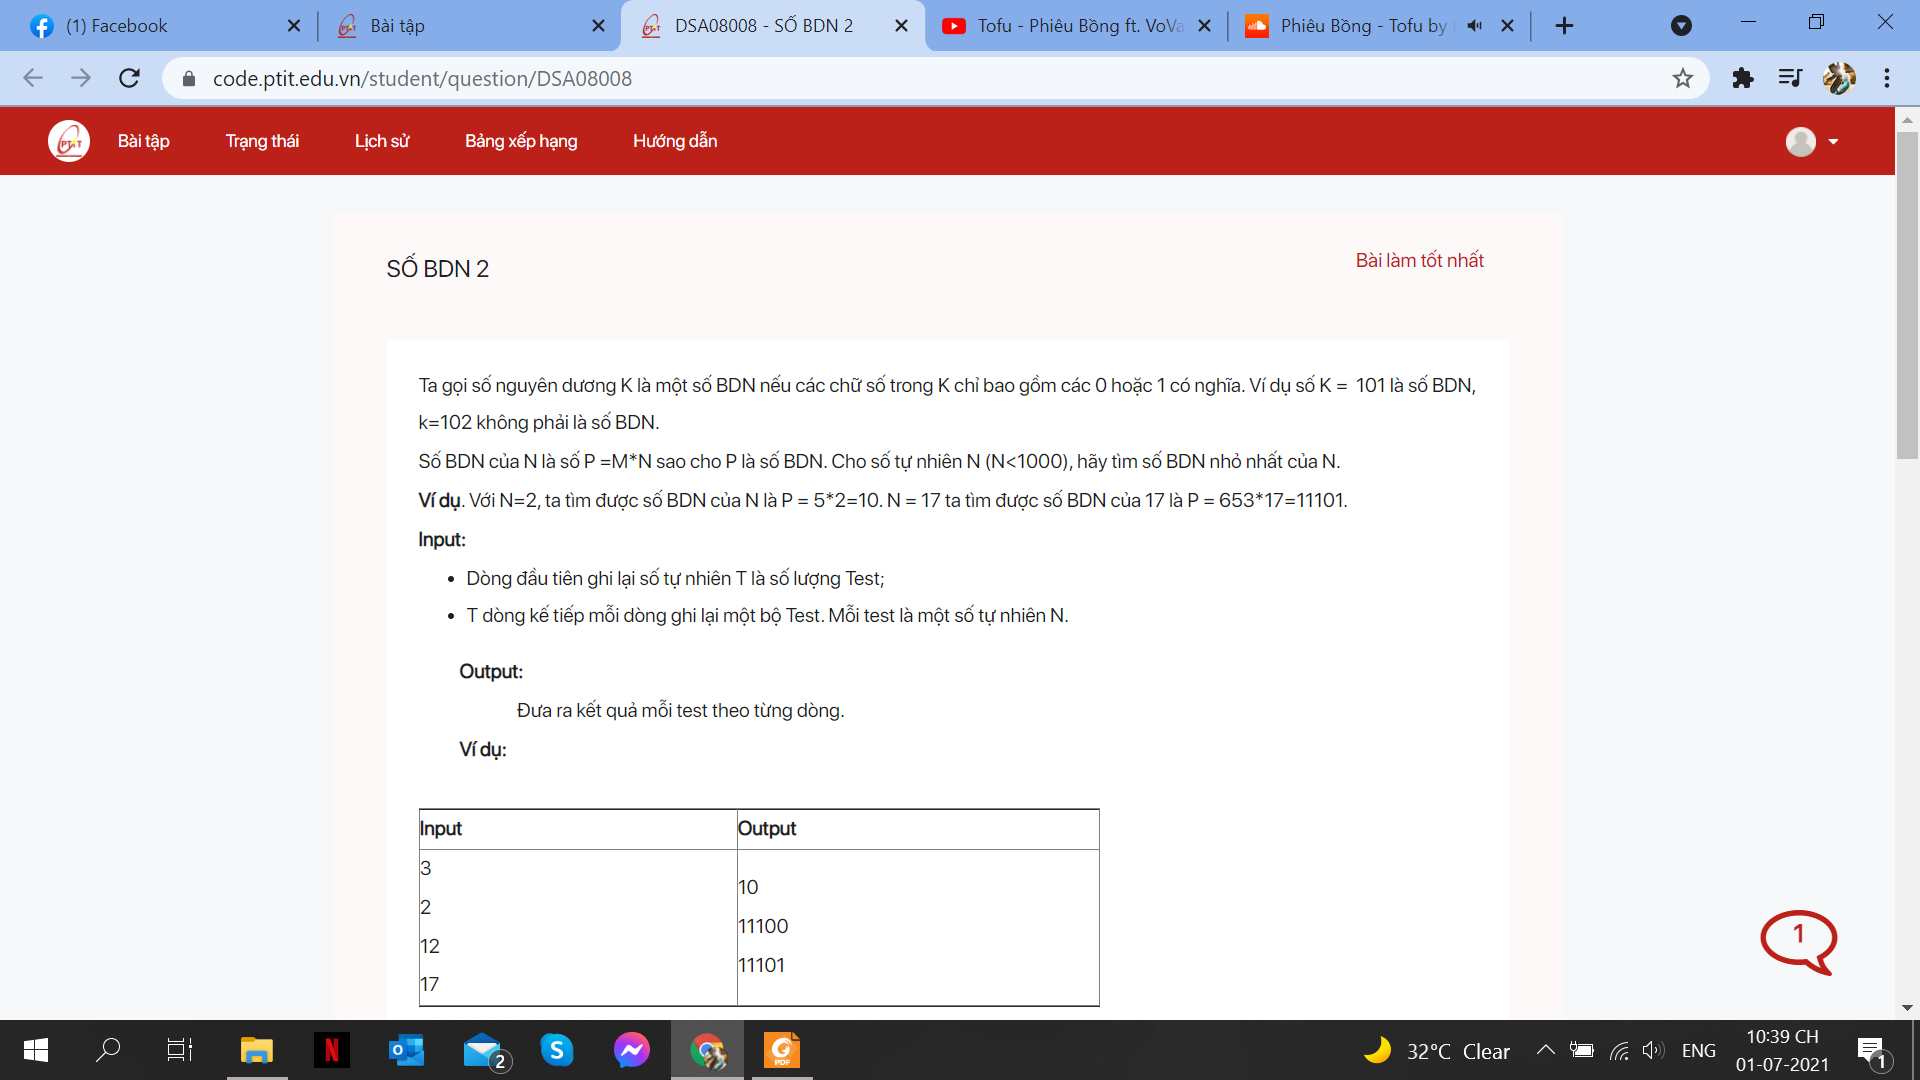 (1) Facebook
Bài tập
DSA08008 - SỐ BDN 2
Tofu - Phiêu Bồng ft. VoVa
Phiêu Bồng - Tofu by
code.ptit.edu.vn/student/question/DSA08008
PTIT
Bài tập
Trạng thái
Lịch sử
Bảng xếp hạng
Hướng dẫn
SỐ BDN 2
Bài làm tốt nhất
Ta gọi số nguyên dương K là một số BDN nếu các chữ số trong K chỉ bao gồm các 0 hoặc 1 có nghĩa. Ví dụ số K = 101 là số BDN,
k=102 không phải là số BDN.
Số BDN của N là số P =M*N sao cho P là số BDN. Cho số tự nhiên N (N<1000), hãy tìm số BDN nhỏ nhất của N.
Ví dụ. Với N=2, ta tìm được số BDN của N là P = 5*2=10. N = 17 ta tìm được số BDN của 17 là P = 653*17=11101.
Input:
• Dòng đầu tiên ghi lại số tự nhiên T là số lượng Test;
• T dòng kế tiếp mỗi dòng ghi lại một bộ Test. Mỗi test là một số tự nhiên N.
Output:
Đưa ra kết quả mỗi test theo từng dòng.
Ví dụ:
Input
Output
3
2
12
17
10
11100
11101
1
N
2
S
PDF
32°C Clear
ENG
10:39 CH
01-07-2021
1